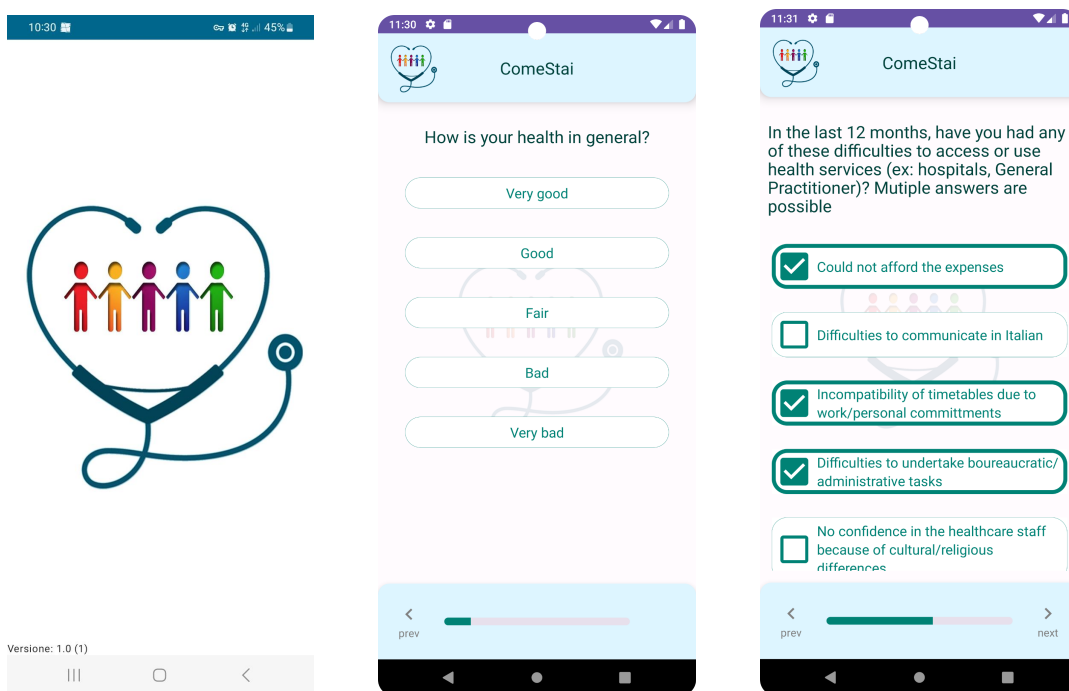 10:30
45%
Versione: 1.0 (1)
11:30
ComeStai
How is your health in general?
Very good
Good
Fair
Bad
Very bad
prev
11:31
ComeStai
In the last 12 months, have you had any
of these difficulties to access or use
health services (ex: hospitals, General
Practitioner)? Mutiple answers are
possible
Could not afford the expenses
Difficulties to communicate in Italian
Incompatibility of timetables due to
work/personal committments
Difficulties to undertake boureaucratic/
administrative tasks
No confidence in the healthcare staff
because of cultural/religious
differences
prev
next